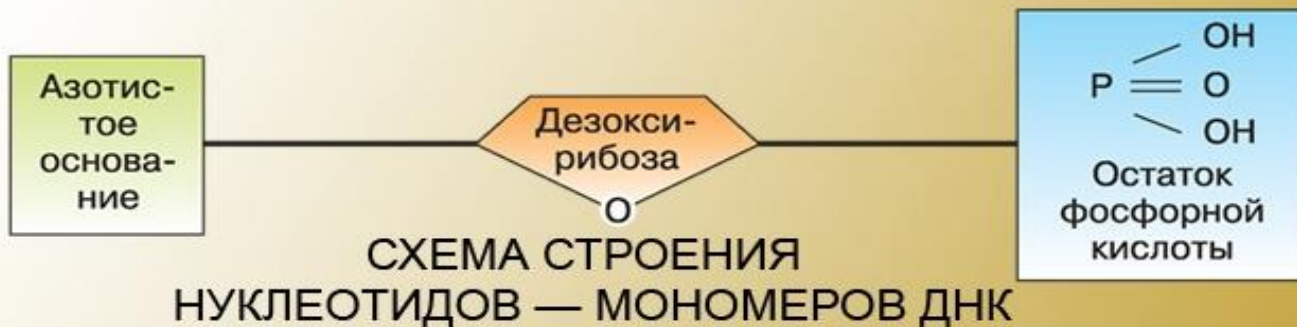 Азотис-
тое
основа-
ние
Дезокси-
рибоза
O
OH
P = O
OH
Остаток
фосфорной
кислоты
СХЕМА СТРОЕНИЯ
НУКЛЕОТИДОВ — МОНОМЕРОВ ДНК